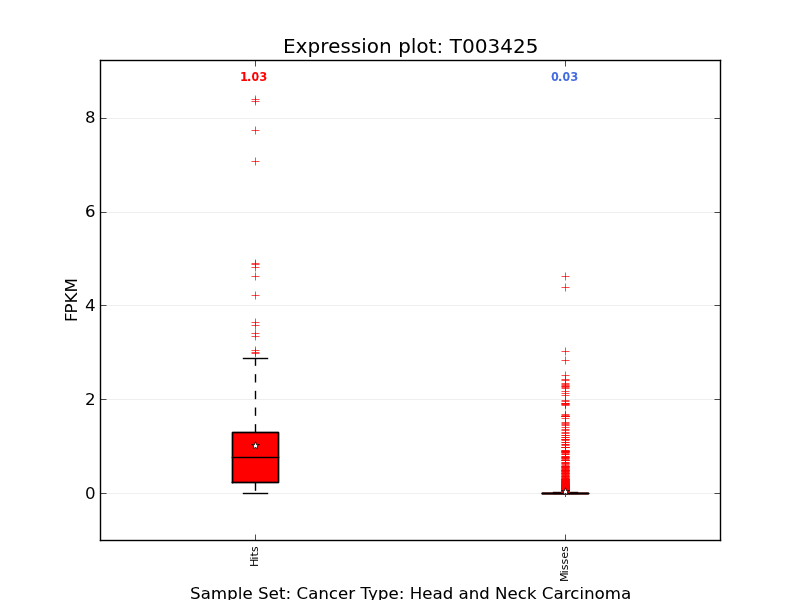 Expression plot: T003425
1.03
0.03
8
6
4
2
0
FPKM
Hits
Misses
Sample Set: Cancer Type: Head and Neck Carcinoma